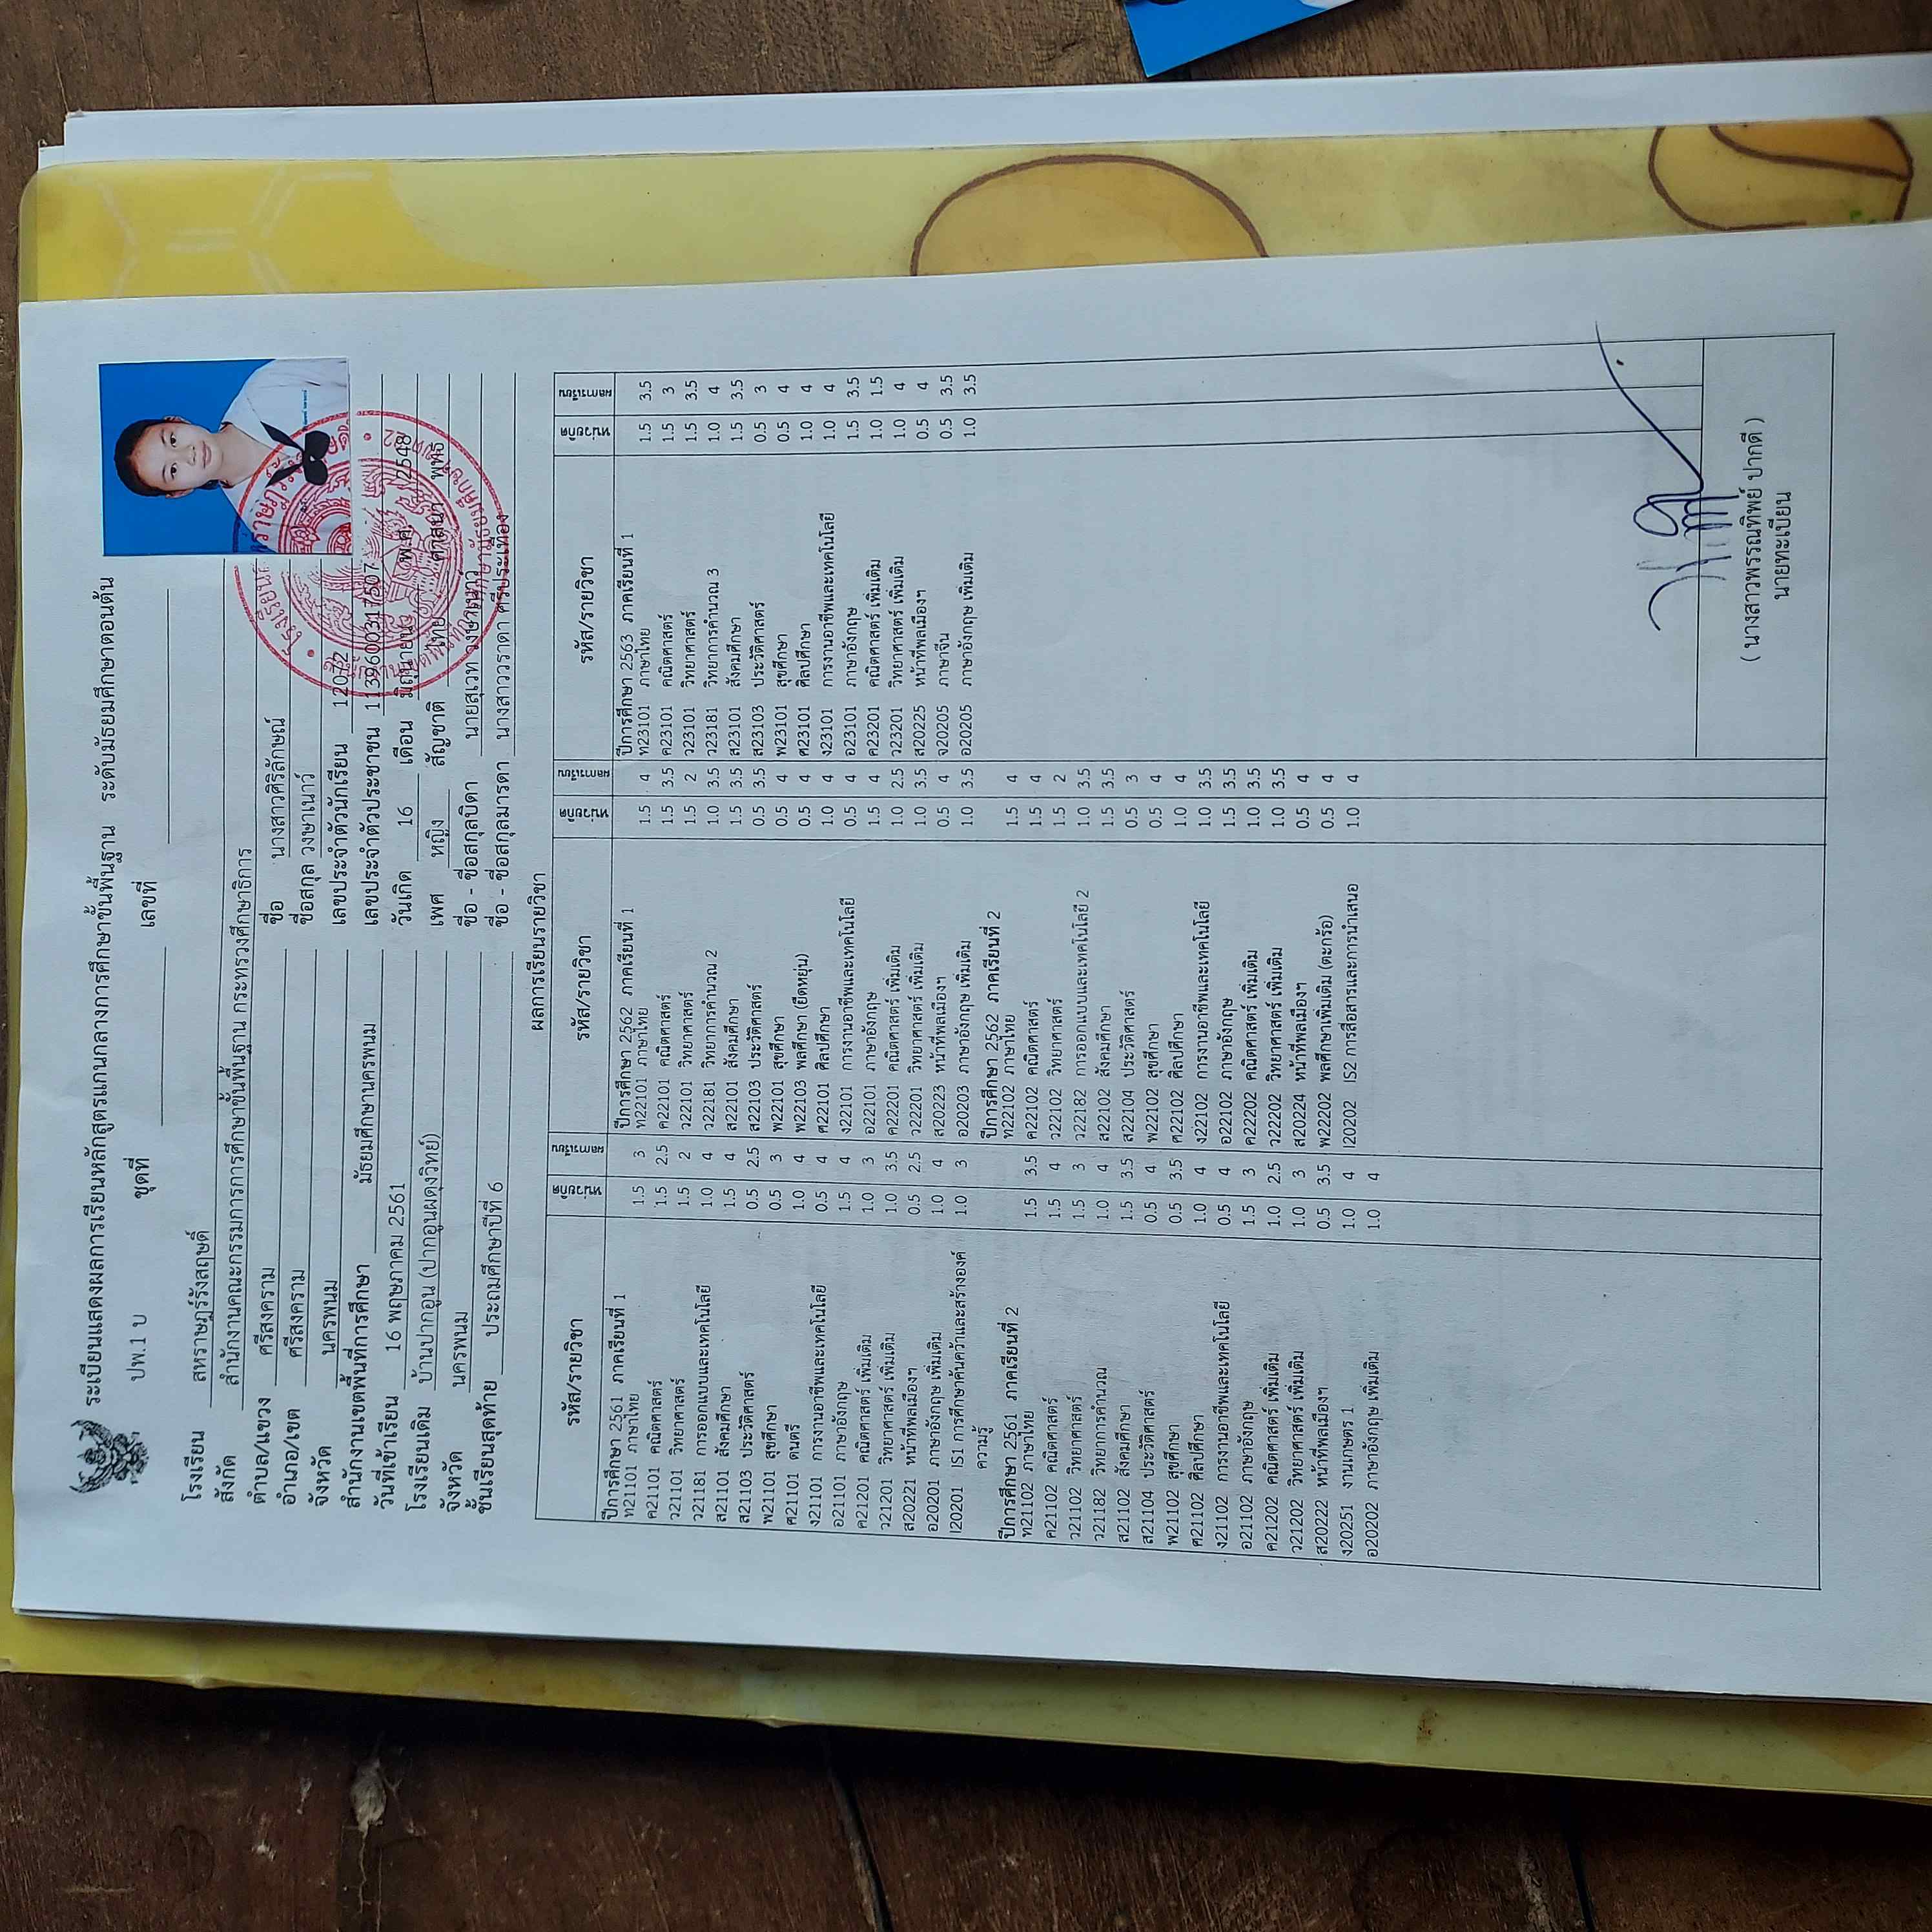 ระเบียนแสดงผลการเรียนหลักสูตรแกนกลางการศึกษาขั้นพื้นฐาน ระดับมัธยมศึกษาตอนต้น
ปพ.1 บ ชุดที่ เลขที่
โรงเรียน สหราษฎร์รังสฤษดิ์
สังกัด สำนักงานคณะกรรมการการศึกษาขั้นพื้นฐาน กระทรวงศึกษาธิการ
ตำบล/แขวง ศรีสงคราม
อำเภอ/เขต ศรีสงคราม
จังหวัด นครพนม
สำนักงานเขตพื้นที่การศึกษา มัธยมศึกษานครพนม
วันที่เข้าเรียน 16 พฤษภาคม 2561
โรงเรียนเดิม บ้านปากอูน (ปากอูนผดุงวิทย์)
จังหวัด นครพนม
ชั้นเรียนสุดท้าย ประถมศึกษาปีที่ 6
ชื่อ นางสาวศิริลักษณ์
ชื่อสกุล วงษาเนาว์
เลขประจำตัวนักเรียน
เลขประจำตัวประชาชน
วันเกิด 16 เดือน มิถุนายน พ.ศ. 2548
เพศ หญิง สัญชาติ ไทย ศาสนา พุทธ
ชื่อ - ชื่อสกุลบิดา นายสุเวท วงษาเนาว์
ชื่อ - ชื่อสกุลมารดา นางสาววราดา ศรีประเทือง
ผลการเรียนรายวิชา
รหัส/รายวิชา หน่วยกิต ผลการเรียน
ปีการศึกษา 2561 ภาคเรียนที่ 1
ท21101 ภาษาไทย 1.5 3
ค21101 คณิตศาสตร์ 1.5 2.5
ว21101 วิทยาศาสตร์ 1.5 2
ว21181 การออกแบบและเทคโนโลยี 1.0 4
ส21101 สังคมศึกษา 1.5 4
ส21103 ประวัติศาสตร์ 0.5 2.5
พ21101 สุขศึกษา 0.5 3
ศ21101 ดนตรี 1.0 4
ง21101 การงานอาชีพและเทคโนโลยี 0.5 4
อ21101 ภาษาอังกฤษ 1.5 4
ค21201 คณิตศาสตร์ เพิ่มเติม 1.0 3
ว21201 วิทยาศาสตร์ เพิ่มเติม 1.0 3.5
ส20221 หน้าที่พลเมืองฯ 0.5 2.5
อ20201 ภาษาอังกฤษ เพิ่มเติม 1.0 4
I20201 IS1 การศึกษาค้นคว้าและสร้างองค์ 1.0 3
ความรู้
ปีการศึกษา 2561 ภาคเรียนที่ 2
ท21102 ภาษาไทย 1.5 3.5
ค21102 คณิตศาสตร์ 1.5 4
ว21102 วิทยาศาสตร์ 1.5 3
ว21182 วิทยาการคำนวณ 1.0 4
ส21102 สังคมศึกษา 1.5 3.5
ส21104 ประวัติศาสตร์ 0.5 4
พ21102 สุขศึกษา 0.5 3.5
ศ21102 ศิลปศึกษา 1.0 4
ง21102 การงานอาชีพและเทคโนโลยี 0.5 4
อ21102 ภาษาอังกฤษ 1.5 3
ค21202 คณิตศาสตร์ เพิ่มเติม 1.0 2.5
ว21202 วิทยาศาสตร์ เพิ่มเติม 1.0 3
ส20222 หน้าที่พลเมืองฯ 0.5 3.5
ง20251 งานเกษตร 1 1.0 4
อ20202 ภาษาอังกฤษ เพิ่มเติม 1.0 4
รหัส/รายวิชา หน่วยกิต ผลการเรียน
ปีการศึกษา 2562 ภาคเรียนที่ 1
ท22101 ภาษาไทย 1.5 4
ค22101 คณิตศาสตร์ 1.5 3.5
ว22101 วิทยาศาสตร์ 1.5 2
ว22181 วิทยาการคำนวณ 2 1.0 3.5
ส22101 สังคมศึกษา 1.5 3.5
ส22103 ประวัติศาสตร์ 0.5 3.5
พ22101 สุขศึกษา 0.5 4
พ22103 พลศึกษา (ยืดหยุ่น) 0.5 4
ศ22101 ศิลปศึกษา 1.0 4
ง22101 การงานอาชีพและเทคโนโลยี 0.5 4
อ22101 ภาษาอังกฤษ 1.5 4
ค22201 คณิตศาสตร์ เพิ่มเติม 1.0 2.5
ว22201 วิทยาศาสตร์ เพิ่มเติม 1.0 3.5
ส20223 หน้าที่พลเมืองฯ 0.5 4
อ20203 ภาษาอังกฤษ เพิ่มเติม 1.0 3.5
ปีการศึกษา 2562 ภาคเรียนที่ 2
ท22102 ภาษาไทย 1.5 4
ค22102 คณิตศาสตร์ 1.5 4
ว22102 วิทยาศาสตร์ 1.5 2
ว22182 การออกแบบและเทคโนโลยี 2 1.0 3.5
ส22102 สังคมศึกษา 1.5 3.5
ส22104 ประวัติศาสตร์ 0.5 3
พ22102 สุขศึกษา 0.5 4
ศ22102 ศิลปศึกษา 1.0 4
ง22102 การงานอาชีพและเทคโนโลยี 1.0 3.5
อ22102 ภาษาอังกฤษ 1.5 3.5
ค22202 คณิตศาสตร์ เพิ่มเติม 1.0 3.5
ว22202 วิทยาศาสตร์ เพิ่มเติม 1.0 3.5
ส20224 หน้าที่พลเมืองฯ 0.5 4
พ22202 พลศึกษาเพิ่มเติม (ตะกร้อ) 0.5 4
I20202 IS2 การสื่อสารและการนำเสนอ 1.0 4
รหัส/รายวิชา หน่วยกิต ผลการเรียน
ปีการศึกษา 2563 ภาคเรียนที่ 1
ท23101 ภาษาไทย 1.5 3.5
ค23101 คณิตศาสตร์ 1.5 3
ว23101 วิทยาศาสตร์ 1.5 3.5
ว23181 วิทยาการคำนวณ 3 1.0 4
ส23101 สังคมศึกษา 1.5 3.5
ส23103 ประวัติศาสตร์ 0.5 3
พ23101 สุขศึกษา 0.5 4
ศ23101 ศิลปศึกษา 1.0 4
ง23101 การงานอาชีพและเทคโนโลยี 1.0 4
อ23101 ภาษาอังกฤษ 1.5 3.5
ค23201 คณิตศาสตร์ เพิ่มเติม 1.0 1.5
ว23201 วิทยาศาสตร์ เพิ่มเติม 1.0 4
ส20225 หน้าที่พลเมืองฯ 0.5 4
จ20205 ภาษาจีน 0.5 3.5
อ20205 ภาษาอังกฤษ เพิ่มเติม 1.0 3.5
( นางสาวพรรณทิพย์ ปากดี )
นายทะเบียน